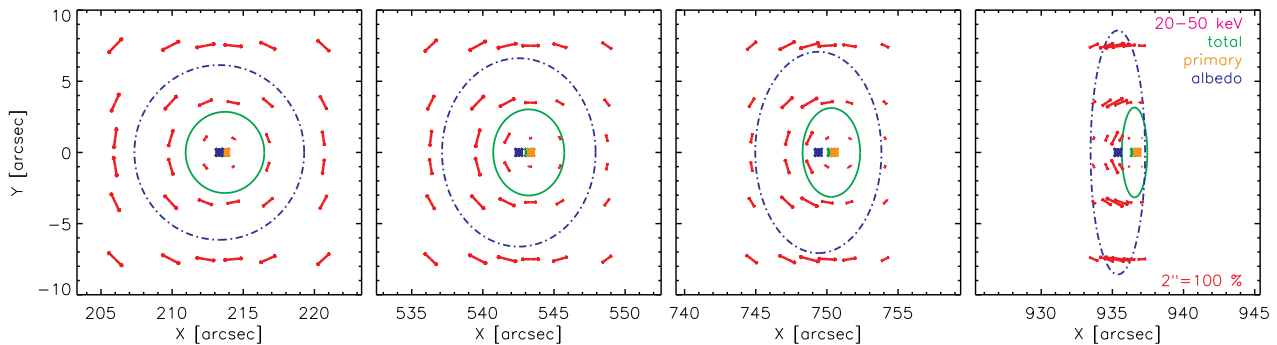 10
5
0
−5
−10
Y [arcsec]
205 210 215 220
X [arcsec]
535 540 545 550
X [arcsec]
740 745 750 755
X [arcsec]
20−50 keV
total
primary
albedo
2''=100 %
930 935 940 945
X [arcsec]